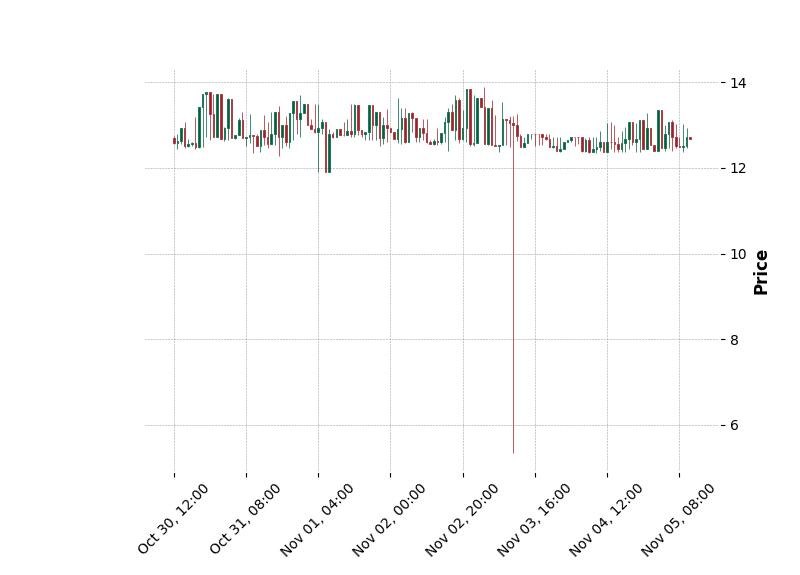 14
12
10
8
6
Price
Oct 30, 12:00
Oct 31, 08:00
Nov 01, 04:00
Nov 02, 00:00
Nov 02, 20:00
Nov 03, 16:00
Nov 04, 12:00
Nov 05, 08:00